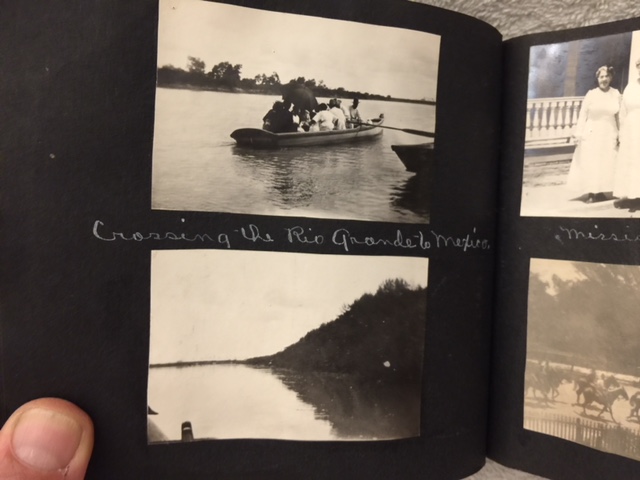 Crossing the Rio Grande to Mexico.